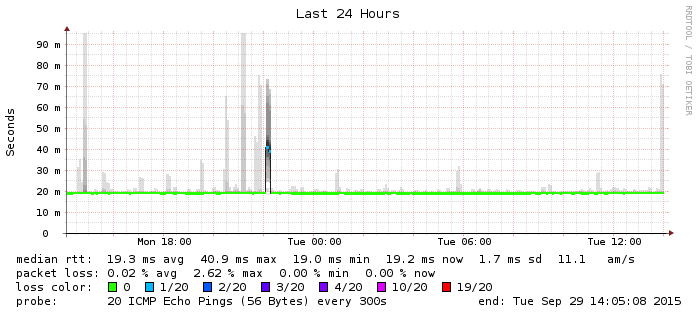 Last 24 Hours
RRDTOOL / TOBI OETIKER
Seconds
90 m
80 m
70 m
60 m
50 m
40 m
30 m
20 m
10 m
0
Mon 18:00 Tue 00:00 Tue 06:00 Tue 12:00
median rtt: 19.3 ms avg 40.9 ms max 19.0 ms min 19.2 ms now 1.7 ms sd 11.1 am/s
packet loss: 0.02 % avg 2.62 % max 0.00 % min 0.00 % now
loss color: 0 1/20 2/20 3/20 4/20 10/20 19/20
probe: 20 ICMP Echo Pings (56 Bytes) every 300s end: Tue Sep 29 14:05:08 2015